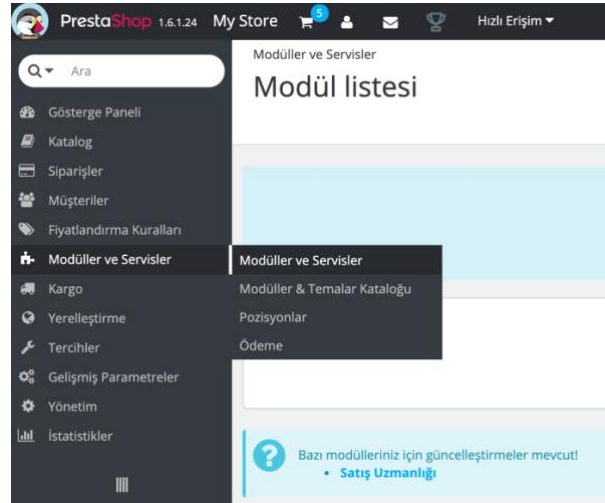 PrestaShop 1.6.1.24 My Store 5 Hızlı Erişim
Ara
Gösterge Paneli
Katalog
Siparişler
Müşteriler
Fiyatlandırma Kuralları
Modüller ve Servisler
Kargo
Yerelleştirme
Tercihler
Gelişmiş Parametreler
Yönetim
İstatistikler
Modüller ve Servisler
Modüller & Temalar Kataloğu
Pozisyonlar
Ödeme
Modüller ve Servisler
Modül listesi
Bazı modülleriniz için güncelleştirmeler mevcut!
Satış Uzmanlığı